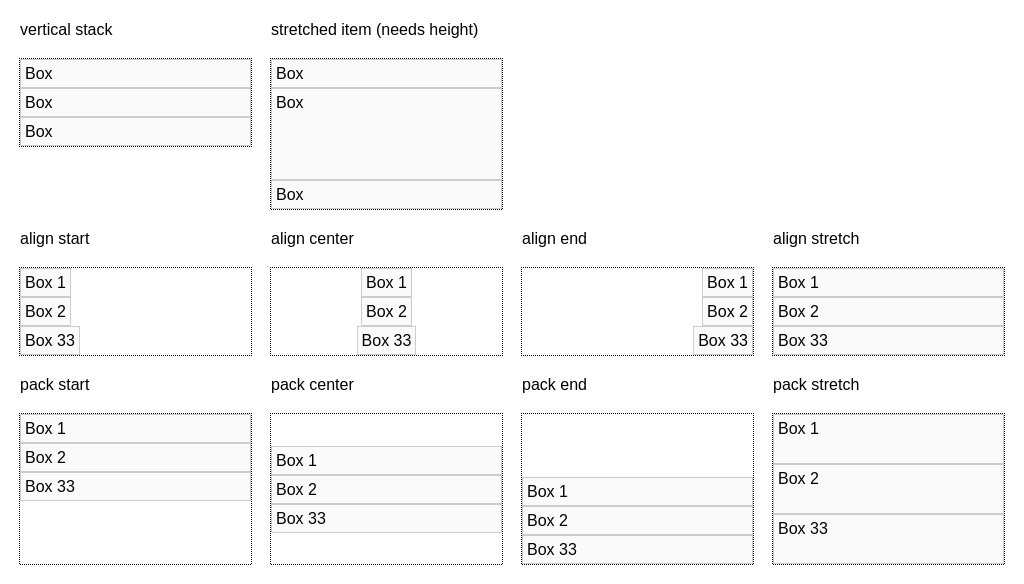 vertical stack
Box
Box
Box
stretched item (needs height)
Box
Box
Box
align start
Box 1
Box 2
Box 33
align center
Box 1
Box 2
Box 33
align end
Box 1
Box 2
Box 33
align stretch
Box 1
Box 2
Box 33
pack start
Box 1
Box 2
Box 33
pack center
Box 1
Box 2
Box 33
pack end
Box 1
Box 2
Box 33
pack stretch
Box 1
Box 2
Box 33